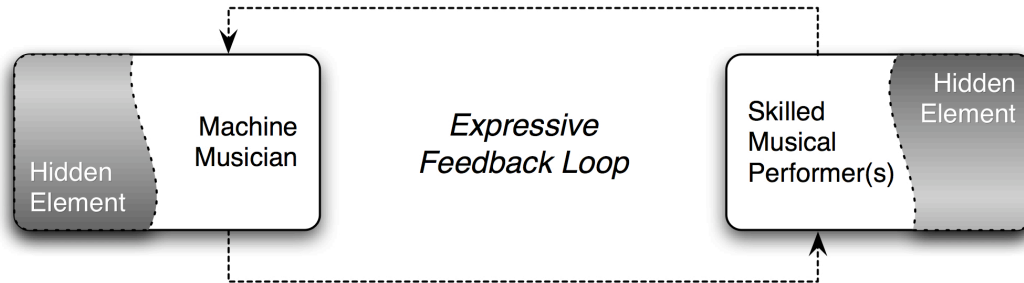 Hidden
Element
Machine
Musician
Expressive
Feedback Loop
Skilled
Musical
Performer(s)
Hidden
Element